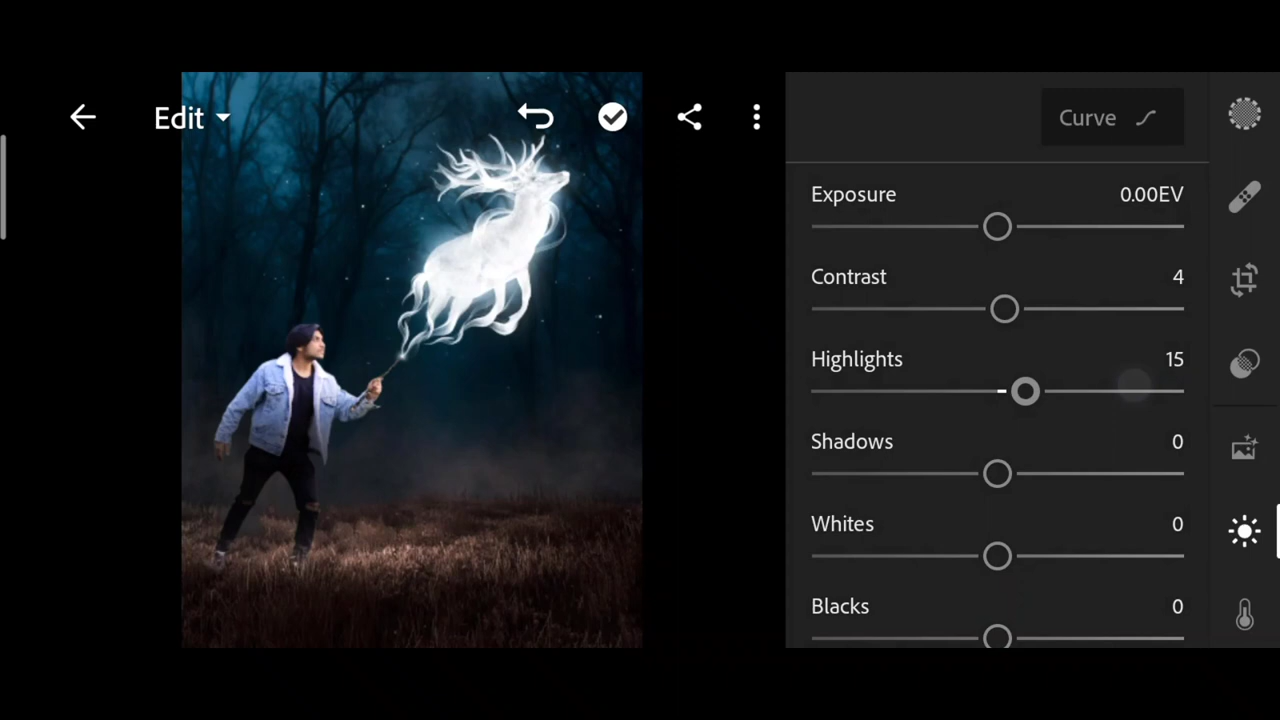 Edit
Curve
Exposure 0.00EV
Contrast 4
Highlights 15
Shadows 0
Whites 0
Blacks 0